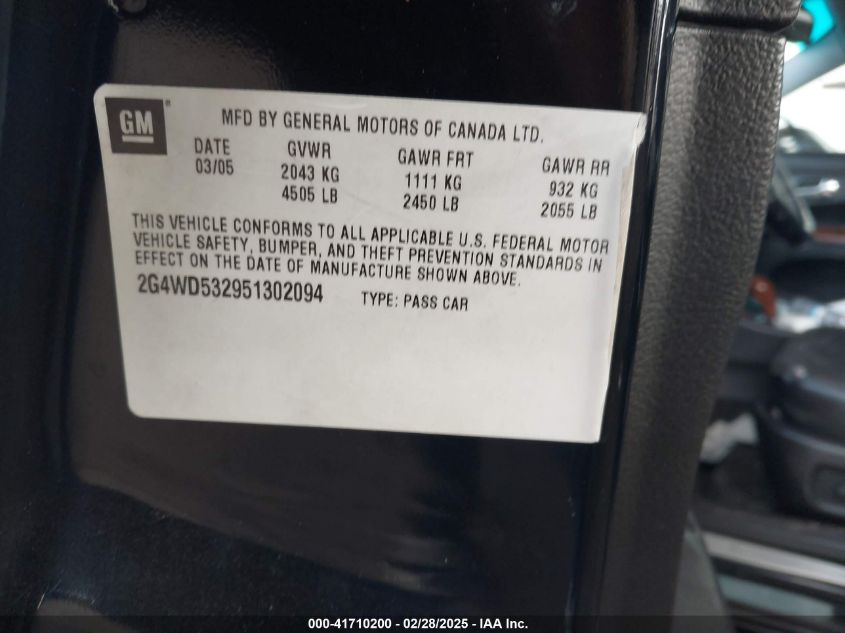 GM®
MFD BY GENERAL MOTORS OF CANADA LTD.
DATE GVWR GAWR FRT GAWR RR
03/05 2043 KG 1111 KG 932 KG
4505 LB 2450 LB 2055 LB
THIS VEHICLE CONFORMS TO ALL APPLICABLE U.S. FEDERAL MOTOR
VEHICLE SAFETY, BUMPER, AND THEFT PREVENTION STANDARDS IN
EFFECT ON THE DATE OF MANUFACTURE SHOWN ABOVE.
2G4WD532951302094 TYPE: PASS CAR
000-41710200 - 02/28/2025 - IAA Inc.